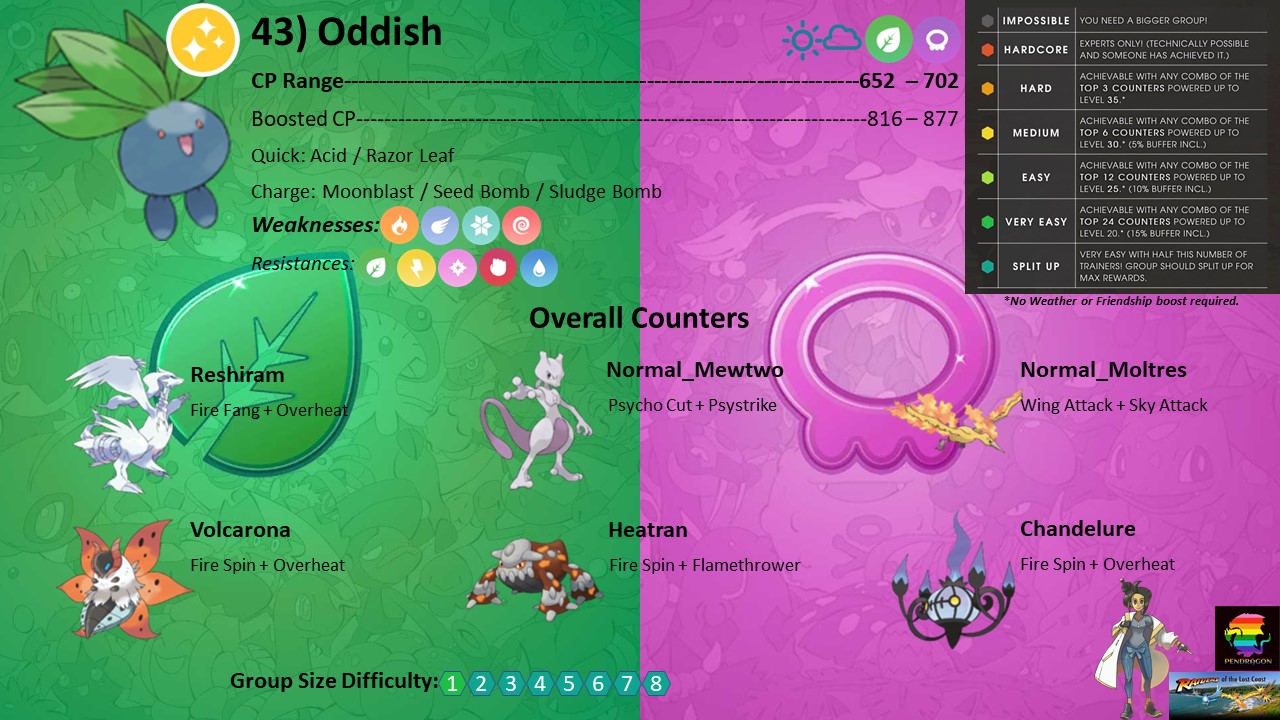 43) Oddish
CP Range----------------------------------------------------------------------------652 – 702
Boosted CP--------------------------------------------------------------------------816 – 877
Quick: Acid / Razor Leaf
Charge: Moonblast / Seed Bomb / Sludge Bomb
Weaknesses:
Resistances:
IMPOSSIBLE YOU NEED A BIGGER GROUP!
HARDCORE EXPERTS ONLY! (TECHNICALLY POSSIBLE
AND SOMEONE HAS ACHIEVED IT.)
HARD ACHIEVABLE WITH ANY COMBO OF THE
TOP 3 COUNTERS POWERED UP TO
LEVEL 35.*
MEDIUM ACHIEVABLE WITH ANY COMBO OF THE
TOP 6 COUNTERS POWERED UP TO
LEVEL 30.* (5% BUFFER INCL.)
EASY ACHIEVABLE WITH ANY COMBO OF THE
TOP 12 COUNTERS POWERED UP TO
LEVEL 25.* (10% BUFFER INCL.)
VERY EASY ACHIEVABLE WITH ANY COMBO OF THE
TOP 24 COUNTERS POWERED UP TO
LEVEL 20.* (15% BUFFER INCL.)
SPLIT UP VERY EASY WITH HALF THIS NUMBER OF
TRAINERS! GROUP SHOULD SPLIT UP FOR
MAX REWARDS.
*No Weather or Friendship boost required.
Overall Counters
Reshiram
Fire Fang + Overheat
Normal_Mewtwo
Psycho Cut + Psystrike
Normal_Moltres
Wing Attack + Sky Attack
Volcarona
Fire Spin + Overheat
Heatran
Fire Spin + Flamethrower
Chandelure
Fire Spin + Overheat
Group Size Difficulty: 1 2 3 4 5 6 7 8
PENDRAGON
RAIDERS of the Lost Coast